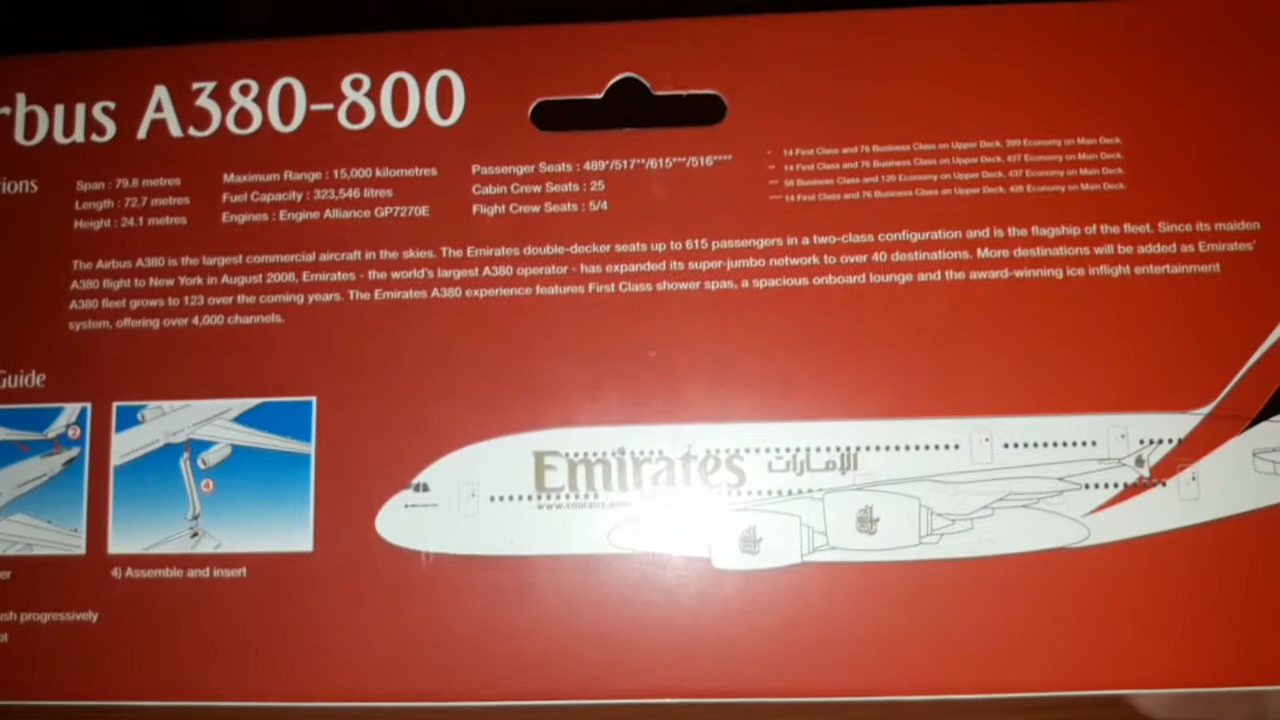 rbus A380-800
ions
Span : 79.8 metres
Length : 72.7 metres
Height : 24.1 metres
Maximum Range : 15,000 kilometres
Fuel Capacity : 323,546 litres
Engines : Engine Alliance GP7270E
Passenger Seats : 489*/517**/615***/516****
Cabin Crew Seats : 25
Flight Crew Seats : 5/4
* 14 First Class and 76 Business Class on Upper Deck, 399 Economy on Main Deck.
** 14 First Class and 76 Business Class on Upper Deck, 427 Economy on Main Deck.
*** 58 Business Class and 120 Economy on Upper Deck, 437 Economy on Main Deck.
**** 14 First Class and 76 Business Class on Upper Deck, 426 Economy on Main Deck.
The Airbus A380 is the largest commercial aircraft in the skies. The Emirates double-decker seats up to 615 passengers in a two-class configuration and is the flagship of the fleet. Since its maiden
A380 flight to New York in August 2008, Emirates - the world's largest A380 operator - has expanded its super-jumbo network to over 40 destinations. More destinations will be added as Emirates'
A380 fleet grows to 123 over the coming years. The Emirates A380 experience features First Class shower spas, a spacious onboard lounge and the award-winning ice inflight entertainment
system, offering over 4,000 channels.
Guide
2
4
Emirates الإمارات
www.emirates.com
er
4) Assemble and insert
ush progressively
ot